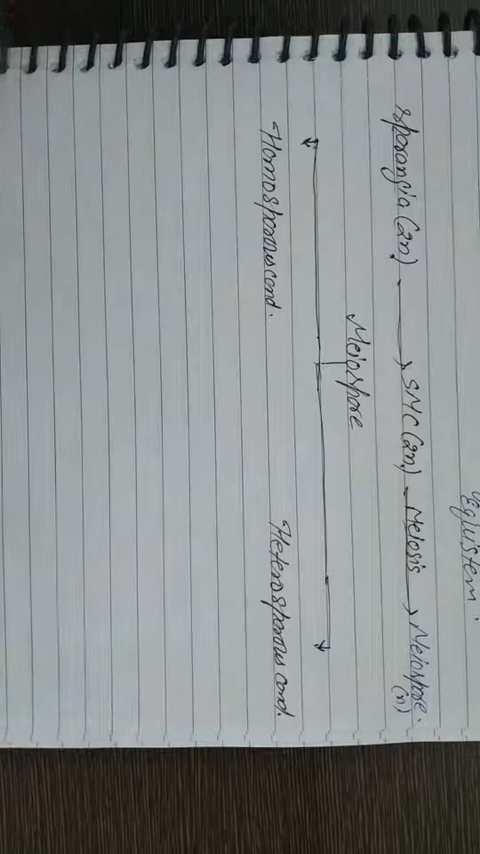 Sporangia (2n) → SMC (2n) - Meiosis → Meiospore.
(n)
Meiospore
Homosporous cond.
Heterosporous cond.